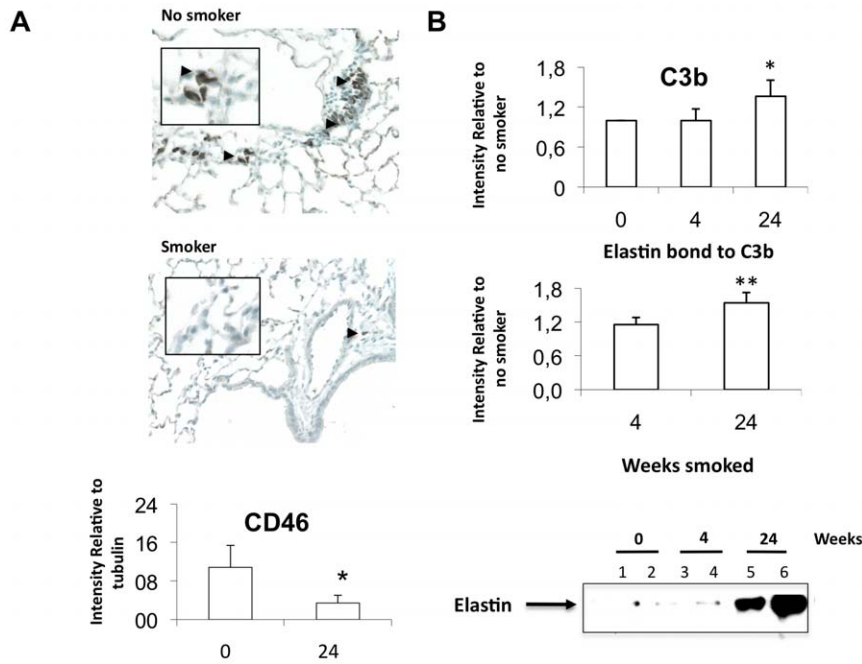 A
No smoker
Smoker
Intensity Relative to
tubulin
24
16
08
00
CD46
*
0 24
B
Intensity Relative to
no smoker
1,8
1,2
0,6
0
C3b
*
0 4 24
Elastin bond to C3b
Intensity Relative to
no smoker
1,8
1,2
0,6
0,0
**
4 24
Weeks smoked
0 4 24 Weeks
1 2 3 4 5 6
Elastin